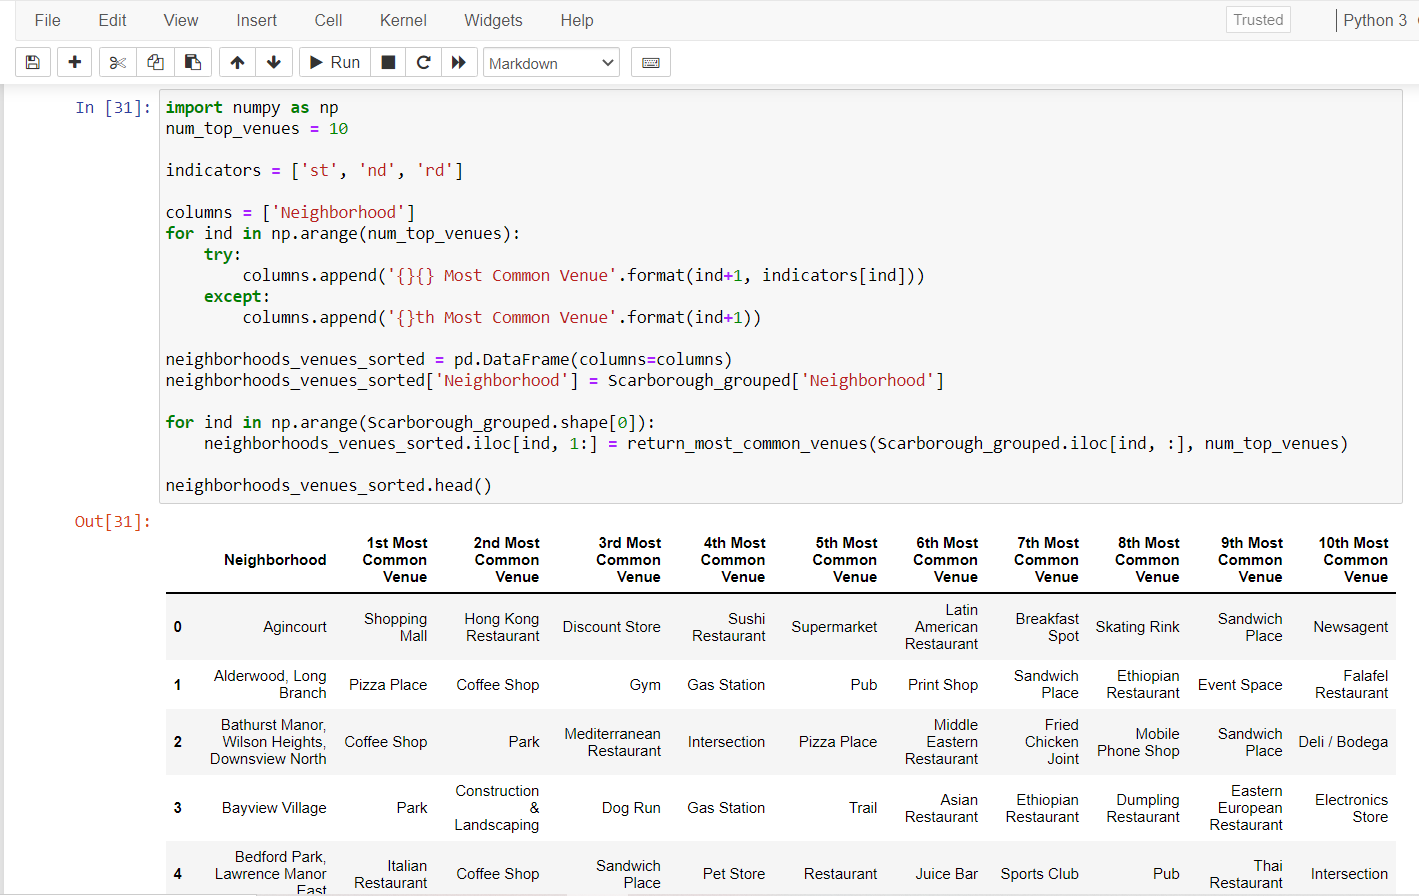 File Edit View Insert Cell Kernel Widgets Help Trusted Python 3
Run Markdown
In [31]: import numpy as np
num_top_venues = 10
indicators = ['st', 'nd', 'rd']
columns = ['Neighborhood']
for ind in np.arange(num_top_venues):
try:
columns.append('{}{} Most Common Venue'.format(ind+1, indicators[ind]))
except:
columns.append('{}th Most Common Venue'.format(ind+1))
neighborhoods_venues_sorted = pd.DataFrame(columns=columns)
neighborhoods_venues_sorted['Neighborhood'] = Scarborough_grouped['Neighborhood']
for ind in np.arange(Scarborough_grouped.shape[0]):
neighborhoods_venues_sorted.iloc[ind, 1:] = return_most_common_venues(Scarborough_grouped.iloc[ind, :], num_top_venues)
neighborhoods_venues_sorted.head()
Out[31]:
Neighborhood 1st Most Common Venue 2nd Most Common Venue 3rd Most Common Venue 4th Most Common Venue 5th Most Common Venue 6th Most Common Venue 7th Most Common Venue 8th Most Common Venue 9th Most Common Venue 10th Most Common Venue
0 Agincourt Shopping Mall Hong Kong Restaurant Discount Store Sushi Restaurant Supermarket Latin American Restaurant Breakfast Spot Skating Rink Sandwich Place Newsagent
1 Alderwood, Long Branch Pizza Place Coffee Shop Gym Gas Station Pub Print Shop Sandwich Place Ethiopian Restaurant Event Space Falafel Restaurant
2 Bathurst Manor, Wilson Heights, Downsview North Coffee Shop Park Mediterranean Restaurant Intersection Pizza Place Middle Eastern Restaurant Fried Chicken Joint Mobile Phone Shop Sandwich Place Deli / Bodega
3 Bayview Village Park Construction & Landscaping Dog Run Gas Station Trail Asian Restaurant Ethiopian Restaurant Dumpling Restaurant Eastern European Restaurant Electronics Store
4 Bedford Park, Lawrence Manor East Italian Restaurant Coffee Shop Sandwich Place Pet Store Restaurant Juice Bar Sports Club Pub Thai Restaurant Intersection